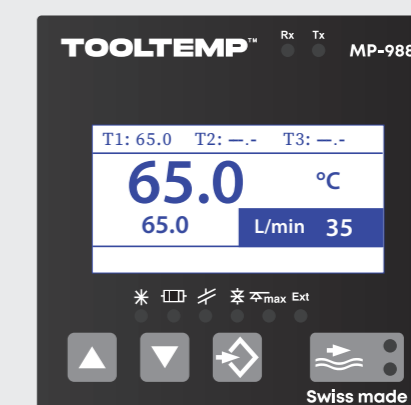 TOOLTEMP™ Rx Tx MP-988
T1: 65.0 T2: —.- T3: —.-
65.0 °C
65.0 L/min 35
max Ext
Swiss made